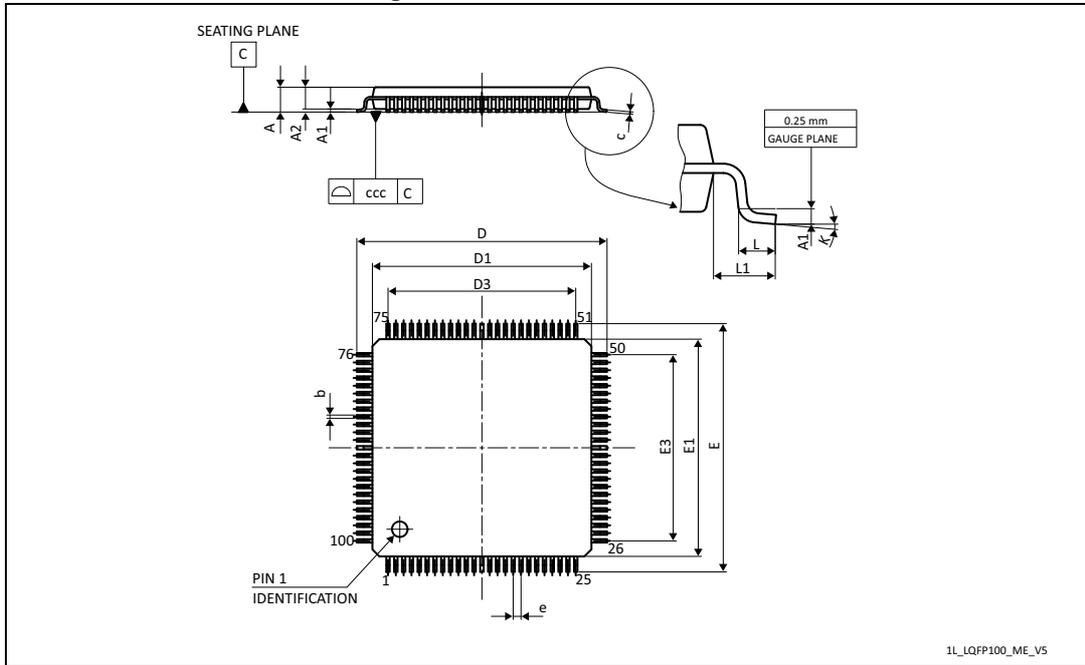 SEATING PLANE
C
A
A2
A1
c
ccc C
0.25 mm
GAUGE PLANE
A1
K
L
L1
D
D1
D3
75
51
76
50
b
E3
E1
E
100
26
PIN 1
IDENTIFICATION
1
25
e
1L_LQFP100_ME_V5